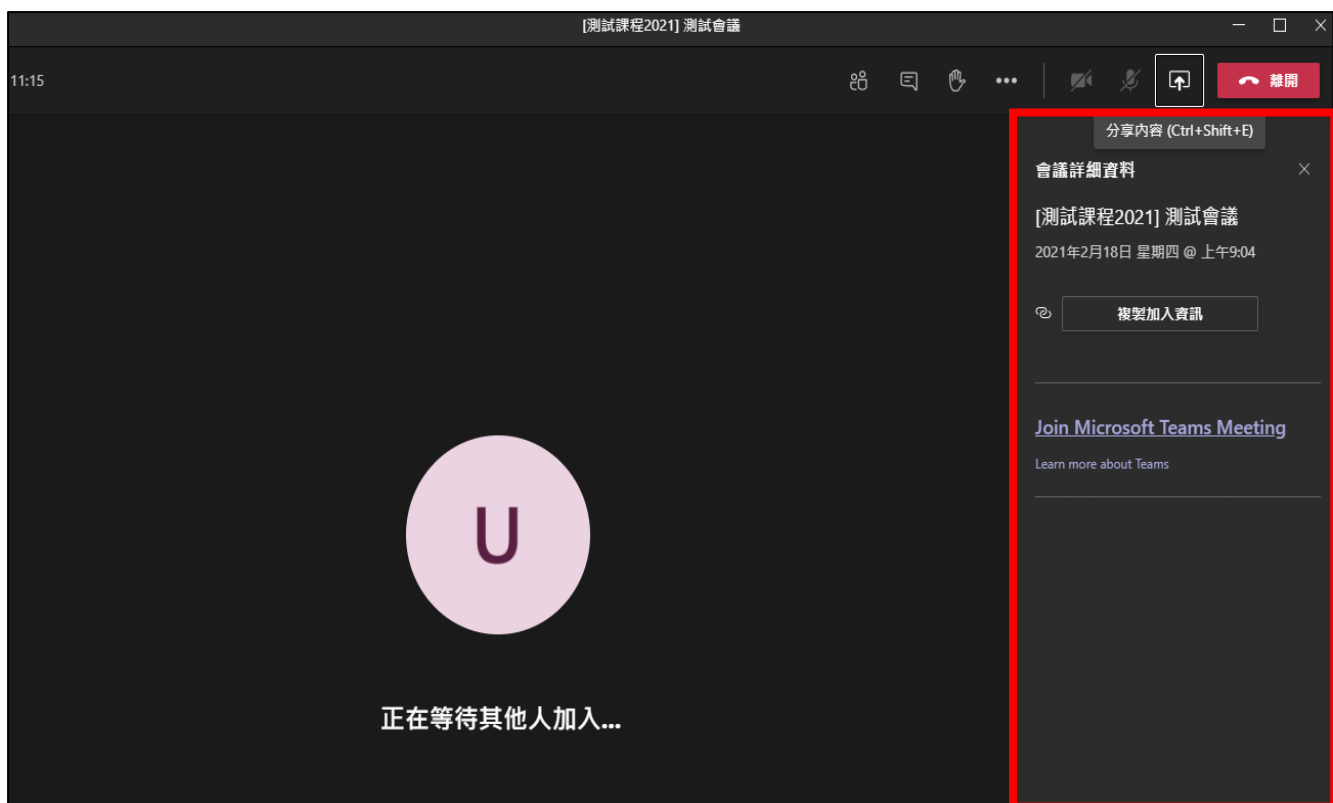 [測試課程2021] 測試會議
11:15
離開
分享內容 (Ctrl+Shift+E)
會議詳細資料
[測試課程2021] 測試會議
2021年2月18日 星期四 @ 上午9:04
複製加入資訊
Join Microsoft Teams Meeting
Learn more about Teams
U
正在等待其他人加入...